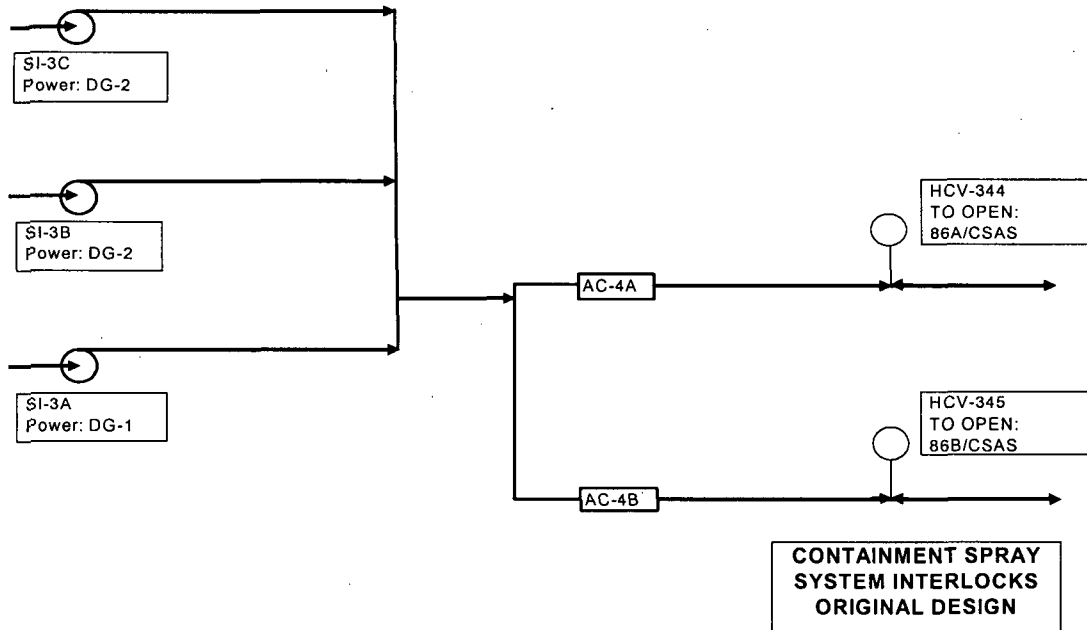 SI-3C
Power: DG-2
SI-3B
Power: DG-2
HCV-344
TO OPEN:
86A/CSAS
AC-4A
SI-3A
Power: DG-1
HCV-345
TO OPEN:
86B/CSAS
AC-4B
CONTAINMENT SPRAY
SYSTEM INTERLOCKS
ORIGINAL DESIGN